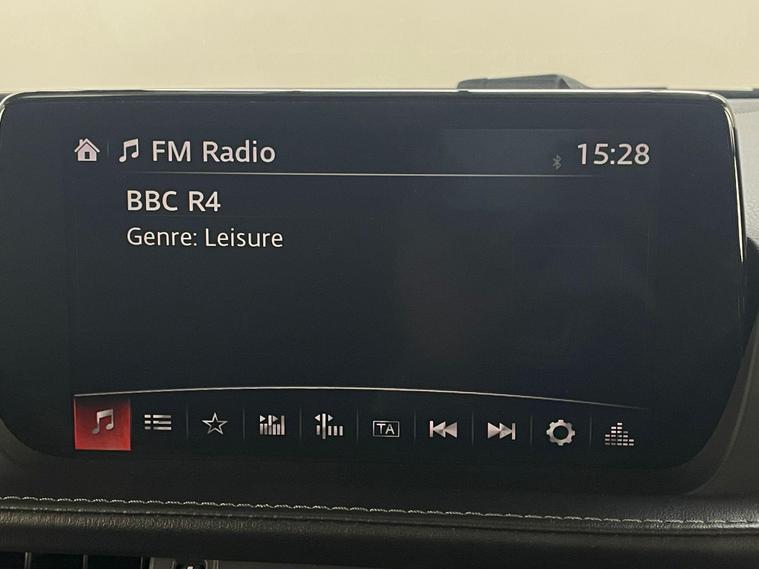 FM Radio 15:28
BBC R4
Genre: Leisure
TA